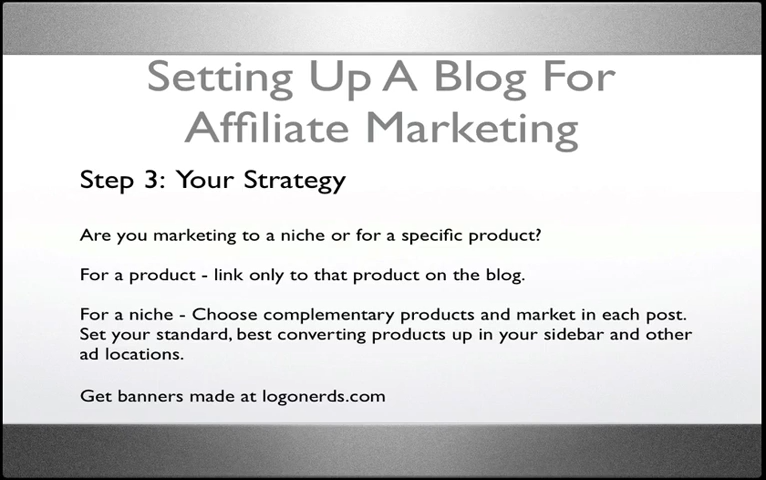 Setting Up A Blog For
Affiliate Marketing
Step 3: Your Strategy
Are you marketing to a niche or for a specific product?
For a product - link only to that product on the blog.
For a niche - Choose complementary products and market in each post.
Set your standard, best converting products up in your sidebar and other
ad locations.
Get banners made at logonerds.com